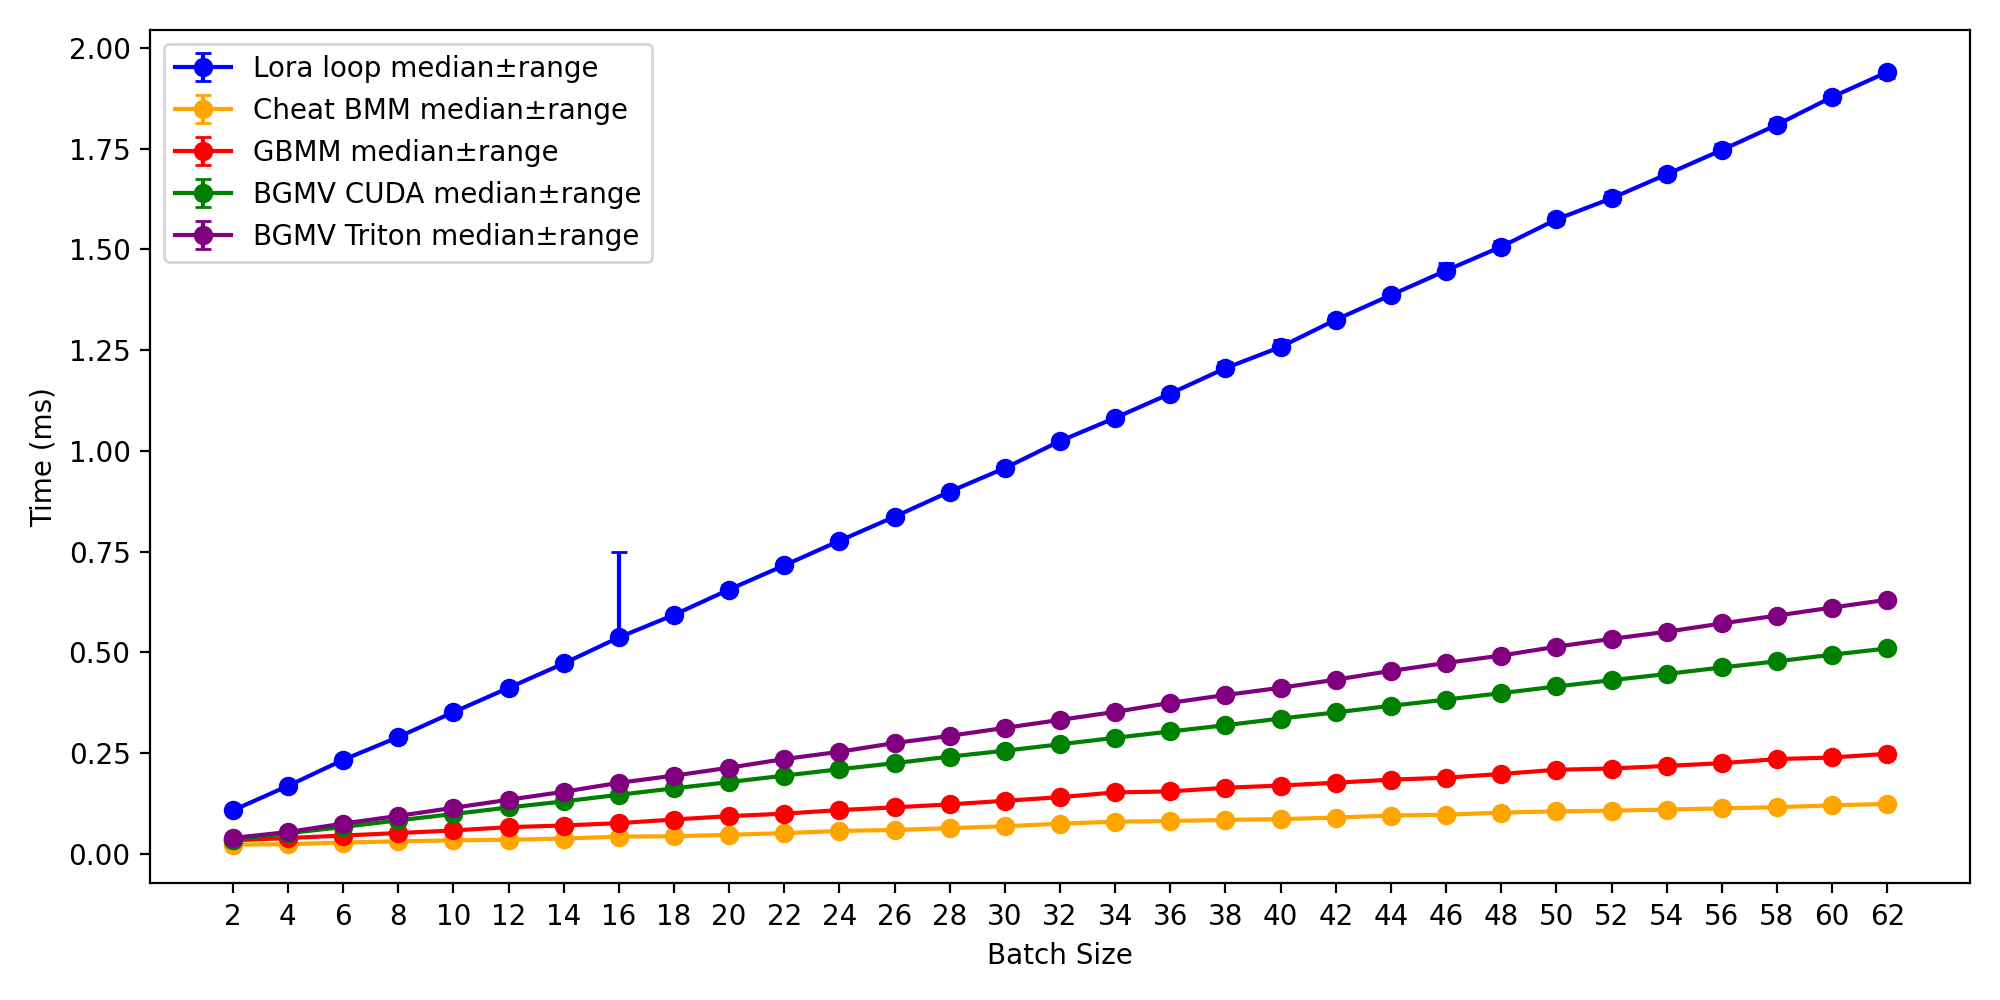 2.00
1.75
1.50
1.25
1.00
0.75
0.50
0.25
0.00
Time (ms)
Lora loop median±range
Cheat BMM median±range
GBMM median±range
BGMV CUDA median±range
BGMV Triton median±range
2 4 6 8 10 12 14 16 18 20 22 24 26 28 30 32 34 36 38 40 42 44 46 48 50 52 54 56 58 60 62
Batch Size